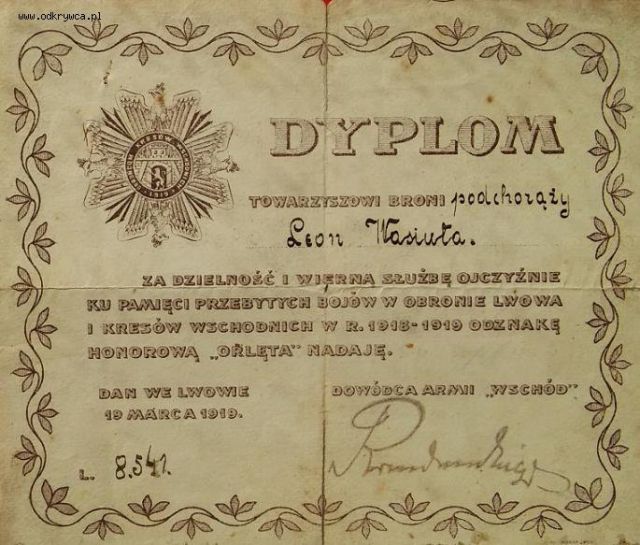 www.odkrywca.pl
DYPLOM
TOWARZYSZOWI BRONI podchorąży
Leon Wasiuta.
ZA DZIELNOŚĆ I WIERNĄ SŁUŻBĘ OJCZYŹNIE
KU PAMIĘCI PRZEBYTYCH BOJÓW W OBRONIE LWOWA
I KRESÓW WSCHODNICH W R. 1918-1919 ODZNAKĘ
HONOROWĄ „ORLĘTA” NADAJĘ.
DAN WE LWOWIE
19 MARCA 1919.
DOWÓDCA ARMII „WSCHÓD”
L. 8.541.